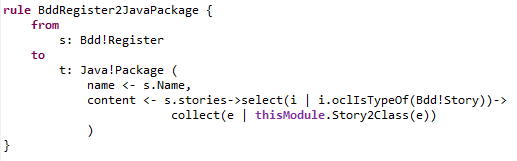 rule BddRegister2JavaPackage {
    from
        s: Bdd!Register
    to
        t: Java!Package (
            name <- s.Name,
            content <- s.stories->select(i | i.oclIsTypeOf(Bdd!Story))->
                        collect(e | thisModule.Story2Class(e))
            )
}